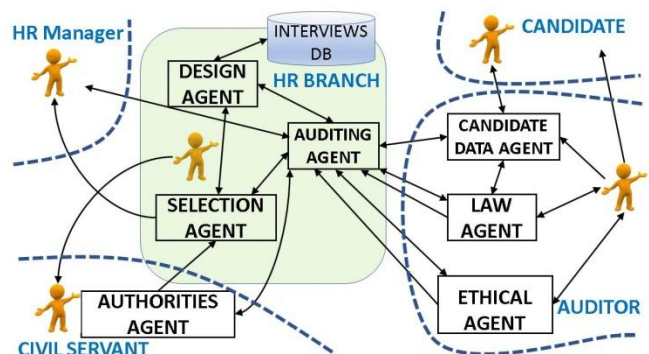 HR Manager
INTERVIEWS
DB
CANDIDATE
DESIGN
AGENT
HR BRANCH
AUDITING
AGENT
CANDIDATE
DATA AGENT
SELECTION
AGENT
LAW
AGENT
AUTHORITIES
AGENT
ETHICAL
AGENT
AUDITOR
CIVIL SERVANT